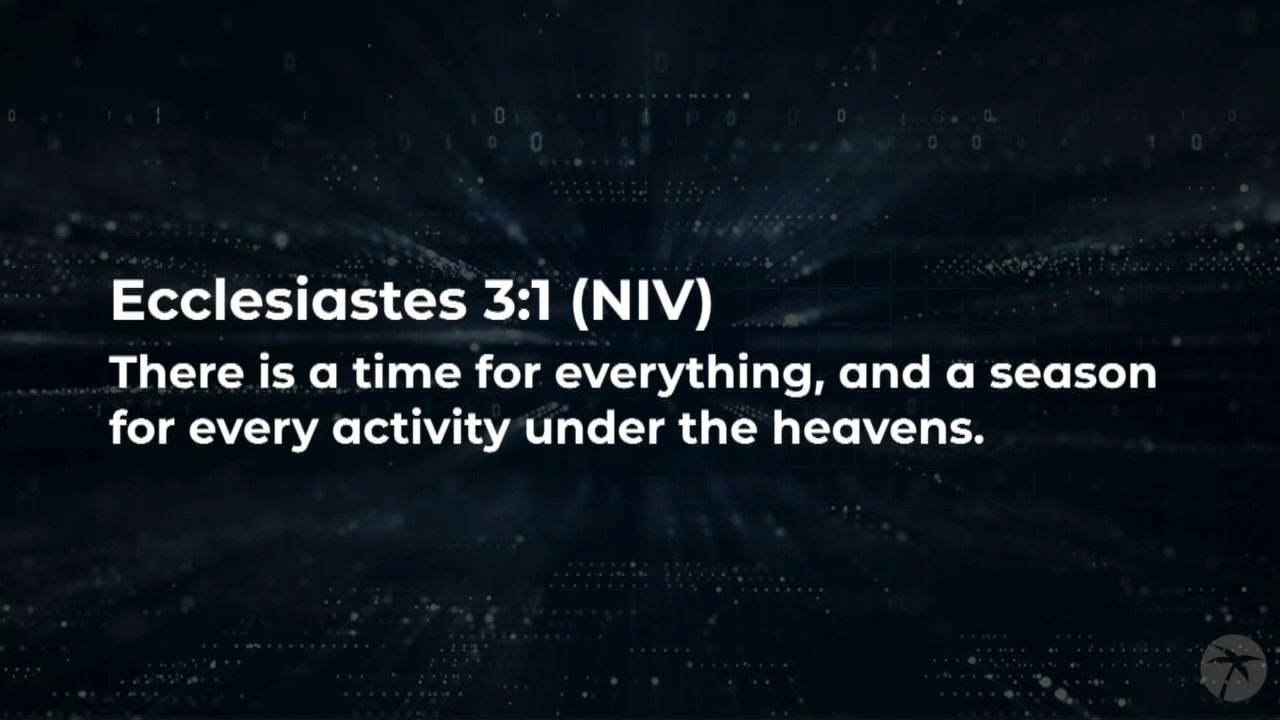 Ecclesiastes 3:1 (NIV)
There is a time for everything, and a season
for every activity under the heavens.